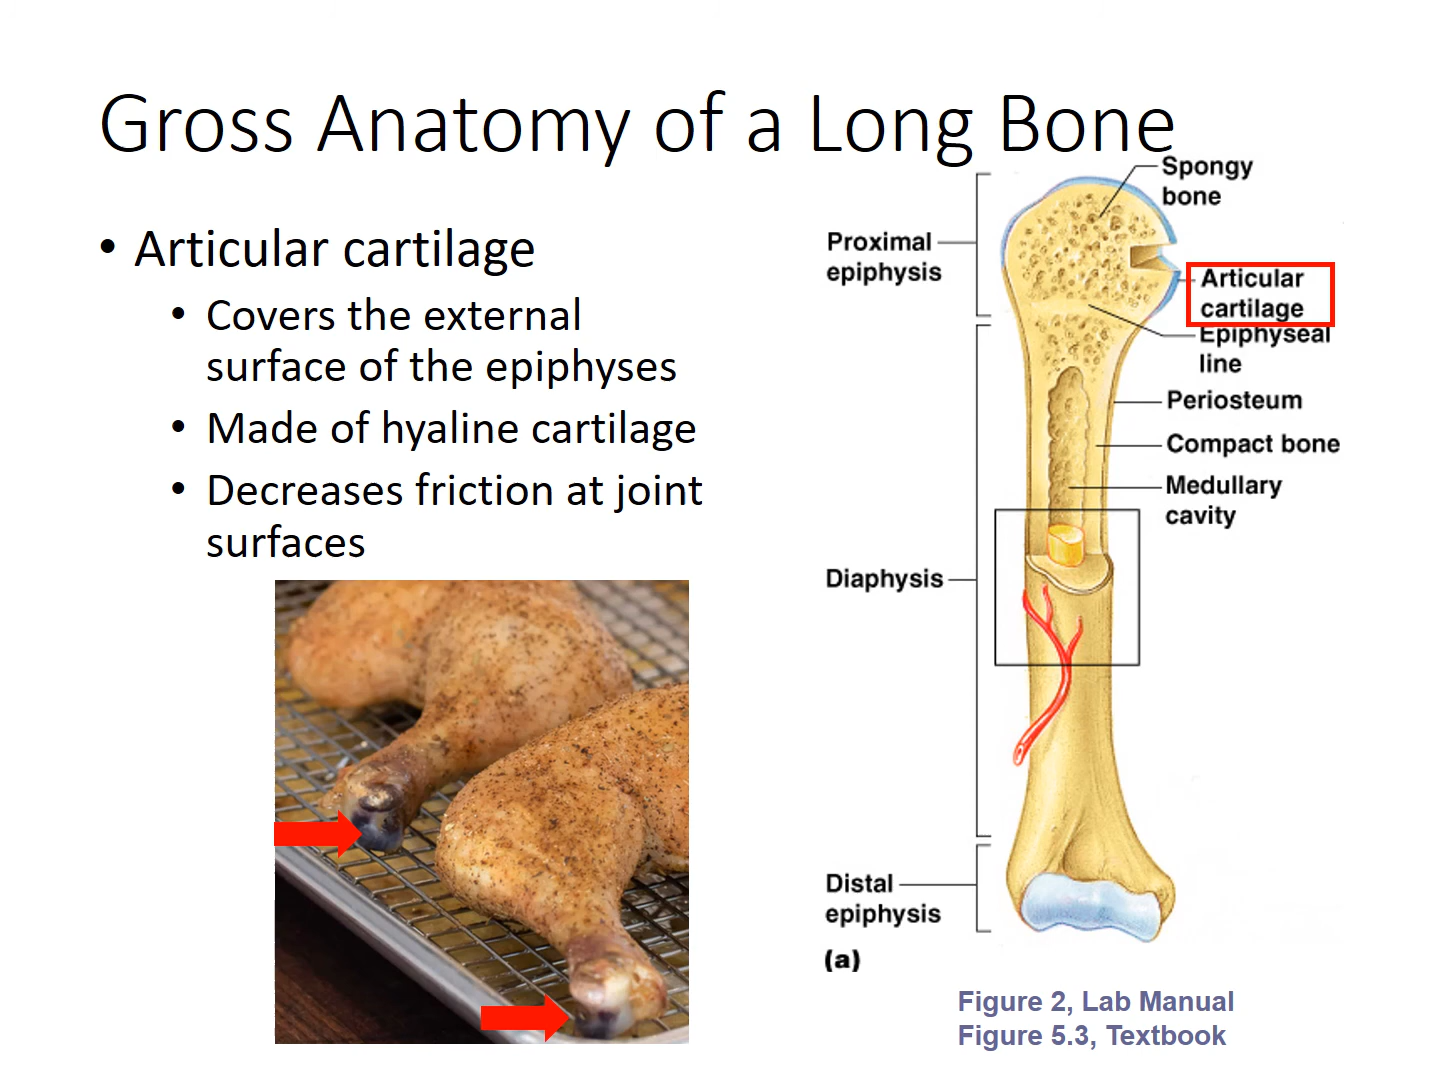 Gross Anatomy of a Long Bone
• Articular cartilage
• Covers the external
surface of the epiphyses
• Made of hyaline cartilage
• Decreases friction at joint
surfaces
Spongy
bone
Proximal
epiphysis
Articular
cartilage
Epiphyseal
line
Periosteum
Compact bone
Medullary
cavity
Diaphysis
Distal
epiphysis
(a)
Figure 2, Lab Manual
Figure 5.3, Textbook